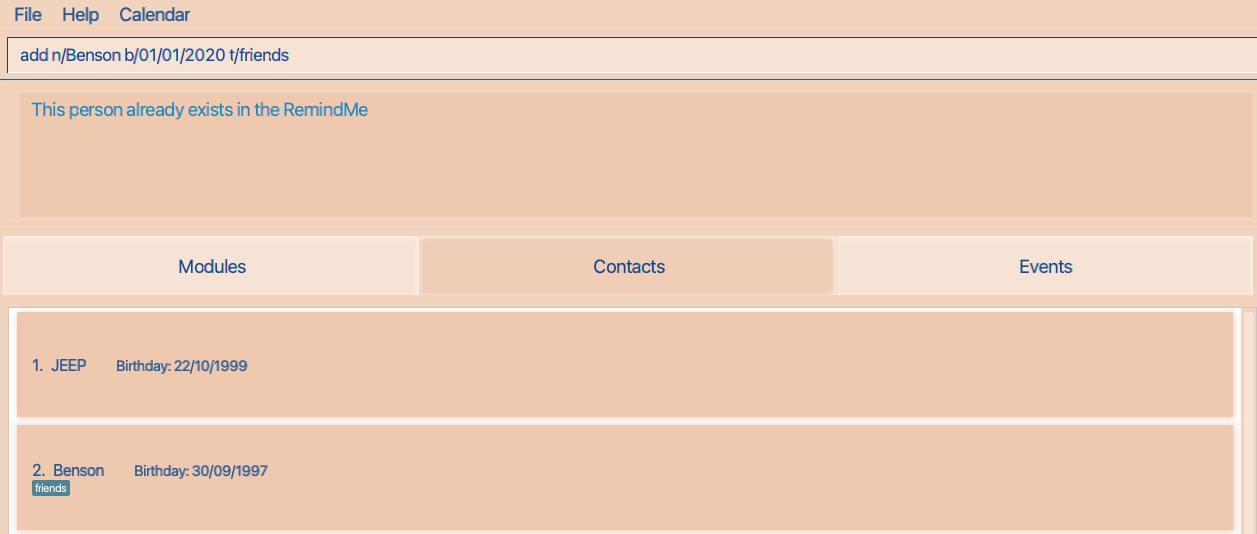 File Help Calendar
add n/Benson b/01/01/2020 t/friends
This person already exists in the RemindMe
Modules Contacts Events
1. JEEP Birthday: 22/10/1999
2. Benson Birthday: 30/09/1997
friends